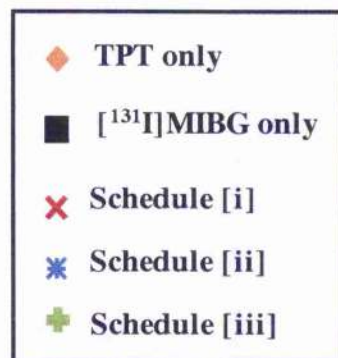 TPT only
[¹³¹I]MIBG only
Schedule [i]
Schedule [ii]
Schedule [iii]